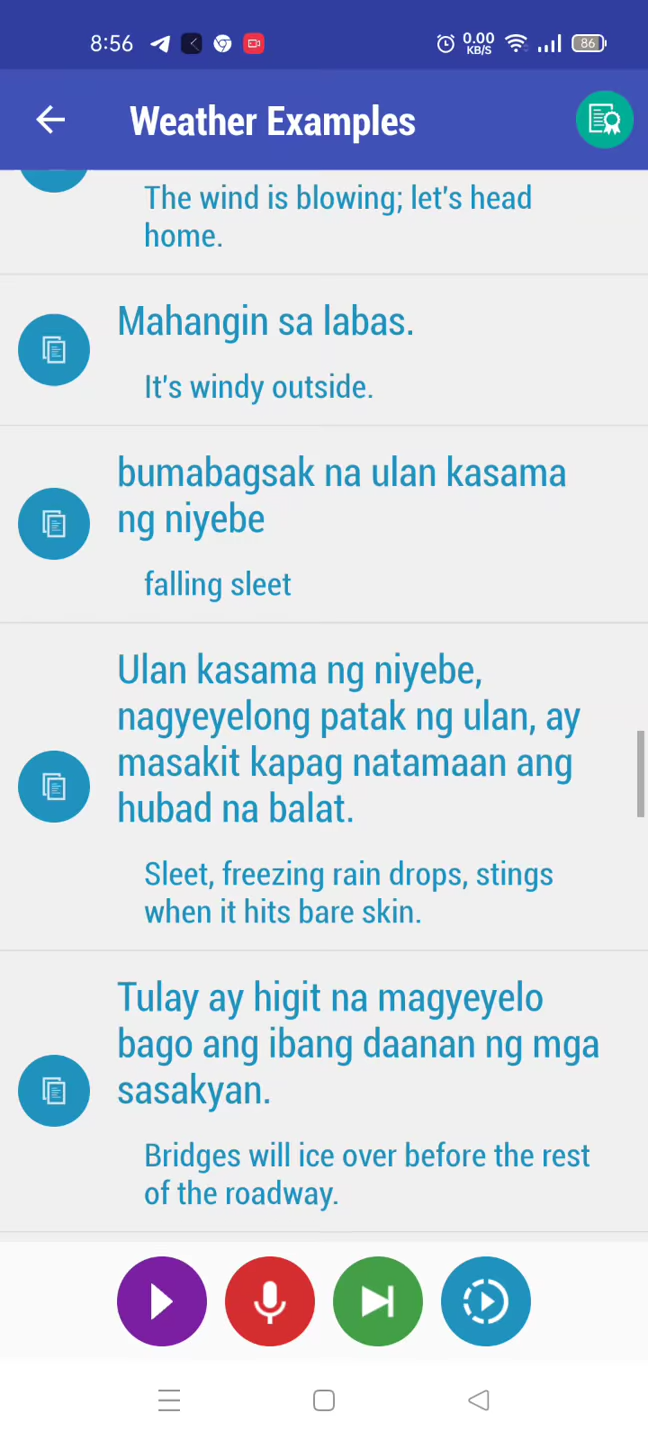 8:56
0.00
KB/S
86
Weather Examples
The wind is blowing; let's head
home.
Mahangin sa labas.
It's windy outside.
bumabagsak na ulan kasama
ng niyebe
falling sleet
Ulan kasama ng niyebe,
nagyeyelong patak ng ulan, ay
masakit kapag natamaan ang
hubad na balat.
Sleet, freezing rain drops, stings
when it hits bare skin.
Tulay ay higit na magyeyelo
bago ang ibang daanan ng mga
sasakyan.
Bridges will ice over before the rest
of the roadway.